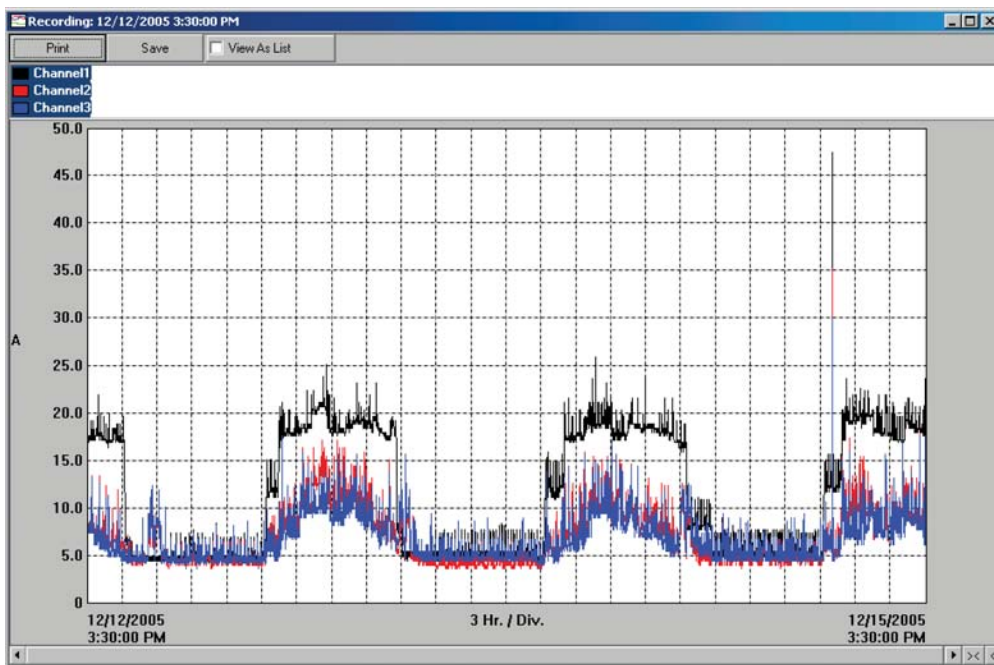 Recording: 12/12/2005 3:30:00 PM
Print Save View As List
Channel1
Channel2
Channel3
50.0
45.0
40.0
35.0
30.0
A
25.0
20.0
15.0
10.0
5.0
0
12/12/2005 3 Hr. / Div. 12/15/2005
3:30:00 PM 3:30:00 PM